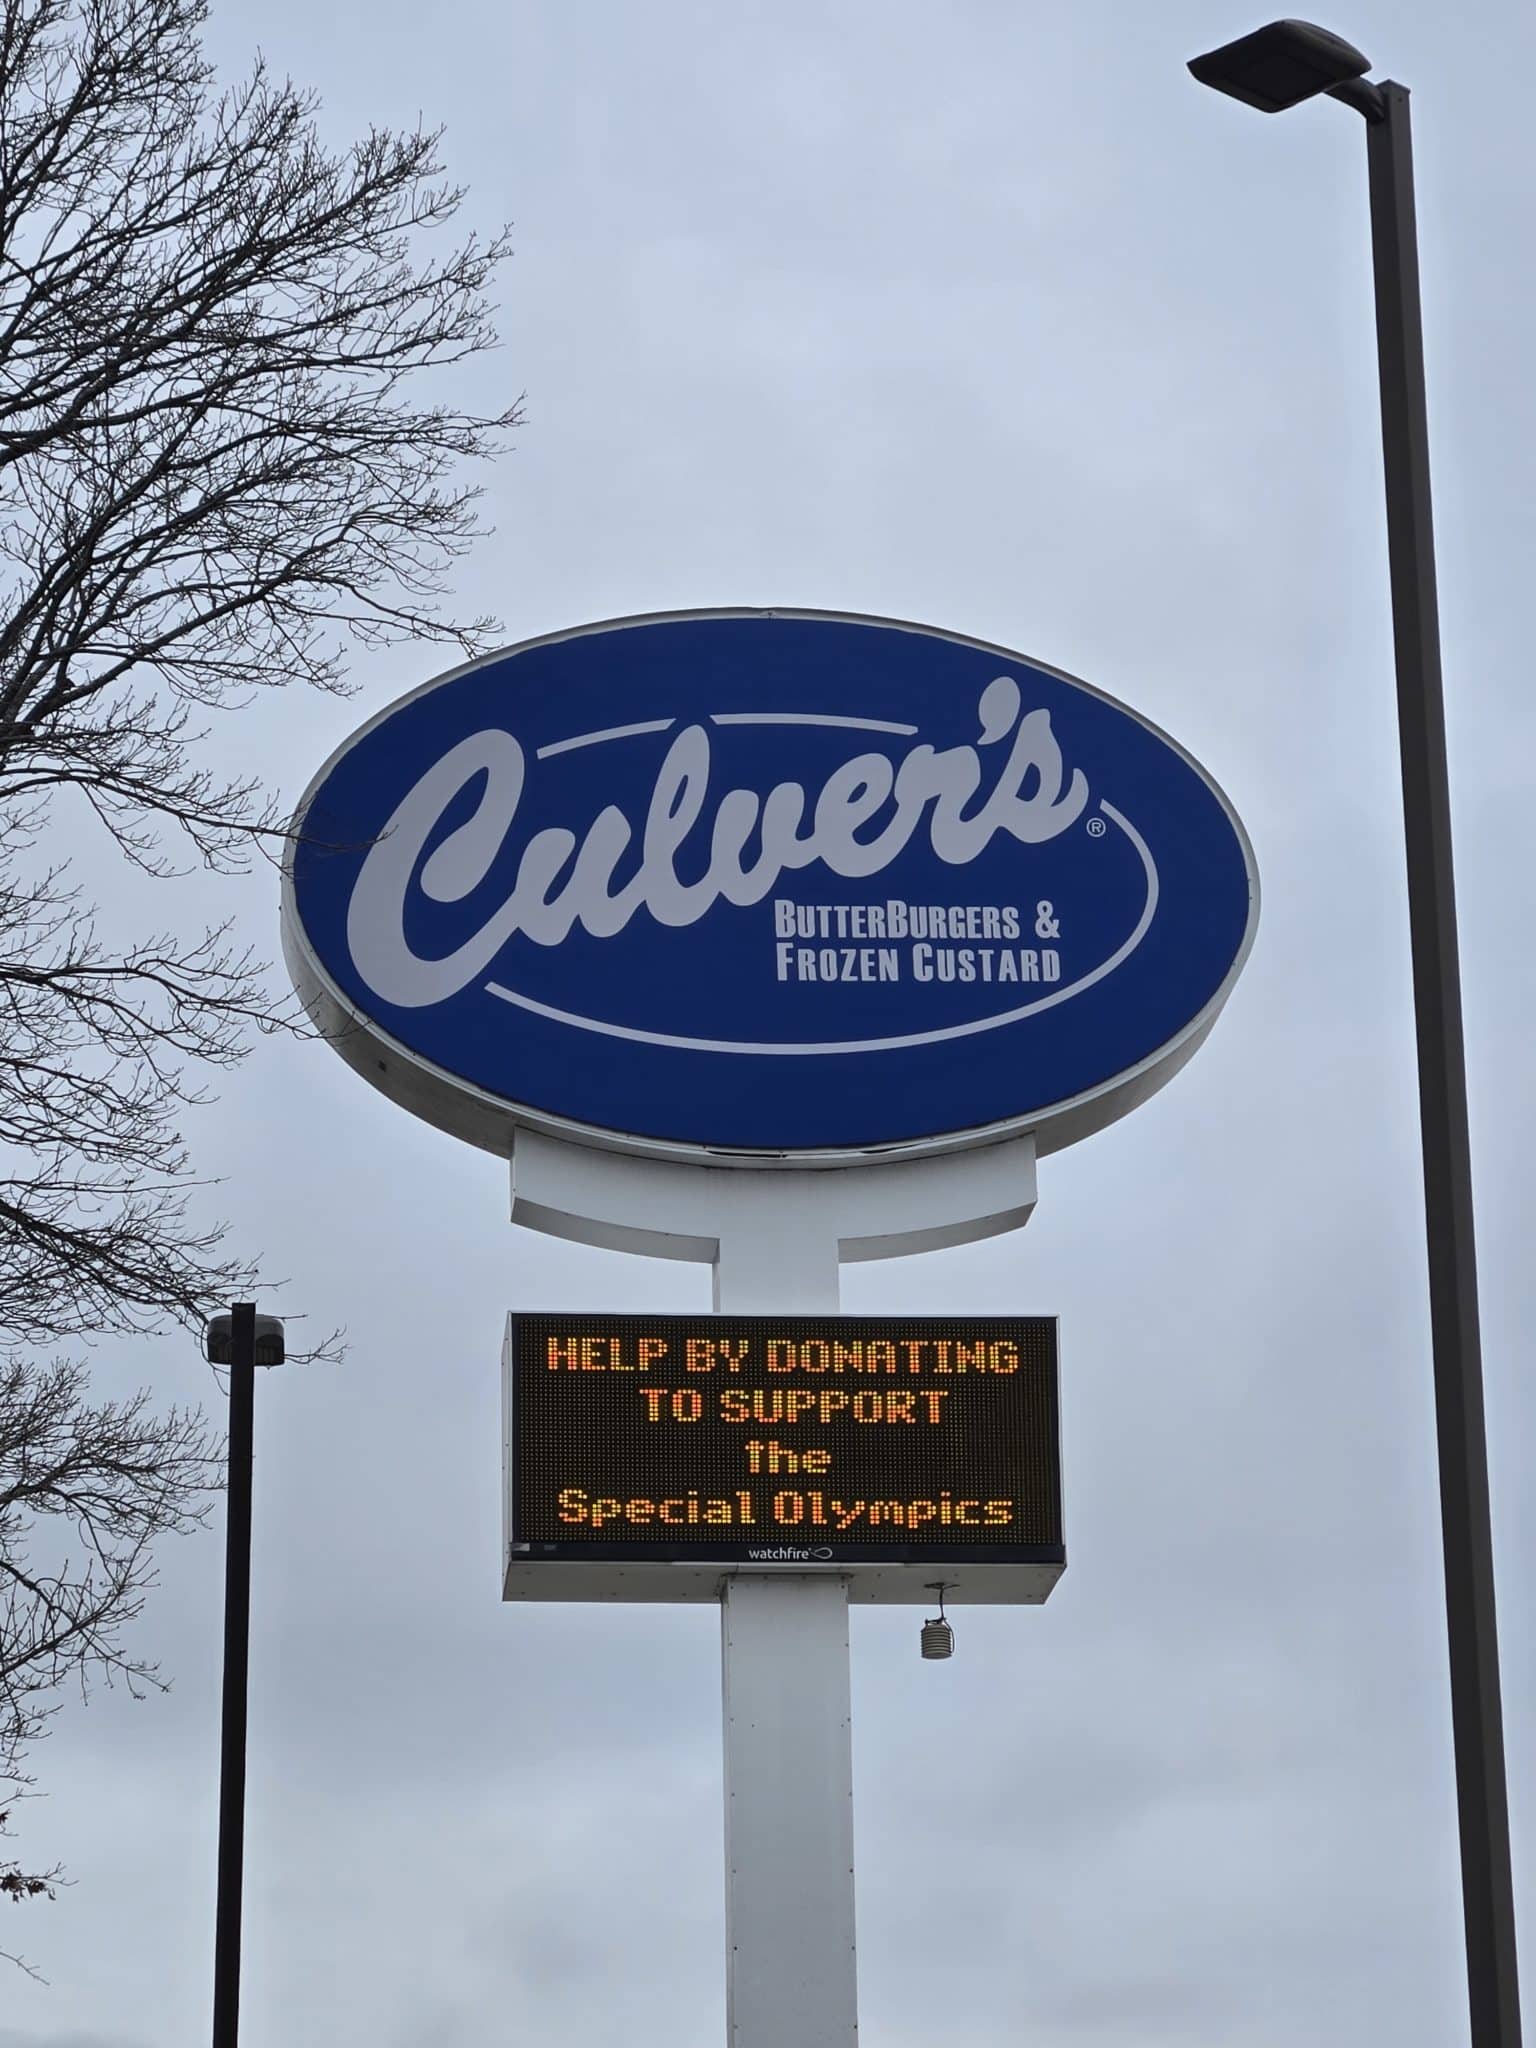 Culver's®
ButterBurgers &
Frozen Custard
HELP BY DONATING
TO SUPPORT
the
Special Olympics
watchfire